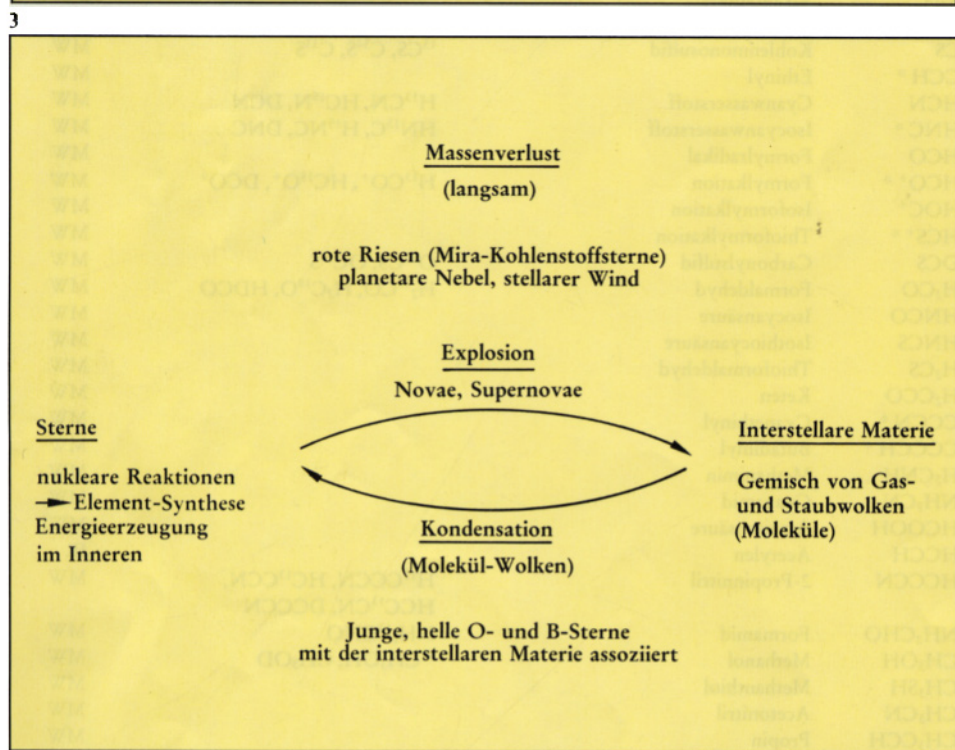 3
Massenverlust
(langsam)
rote Riesen (Mira-Kohlenstoffsterne)
planetare Nebel, stellarer Wind
Explosion
Novae, Supernovae
Sterne
nukleare Reaktionen
→ Element-Synthese
Energieerzeugung
im Inneren
Interstellare Materie
Gemisch von Gas-
und Staubwolken
(Moleküle)
Kondensation
(Molekül-Wolken)
Junge, helle O- und B-Sterne
mit der interstellaren Materie assoziiert